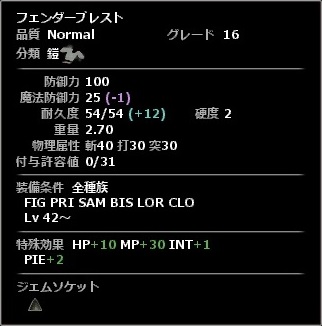 フェンダーブレスト
品質 Normal グレード 16
分類 鎧
防御力 100
魔法防御力 25 (-1)
耐久度 54/54 (+12) 硬度 2
重量 2.70
物理属性 斬40 打30 突30
付与許容値 0/31
装備条件 全種族
FIG PRI SAM BIS LOR CLO
Lv 42～
特殊効果 HP+10 MP+30 INT+1
PIE+2
ジェムソケット